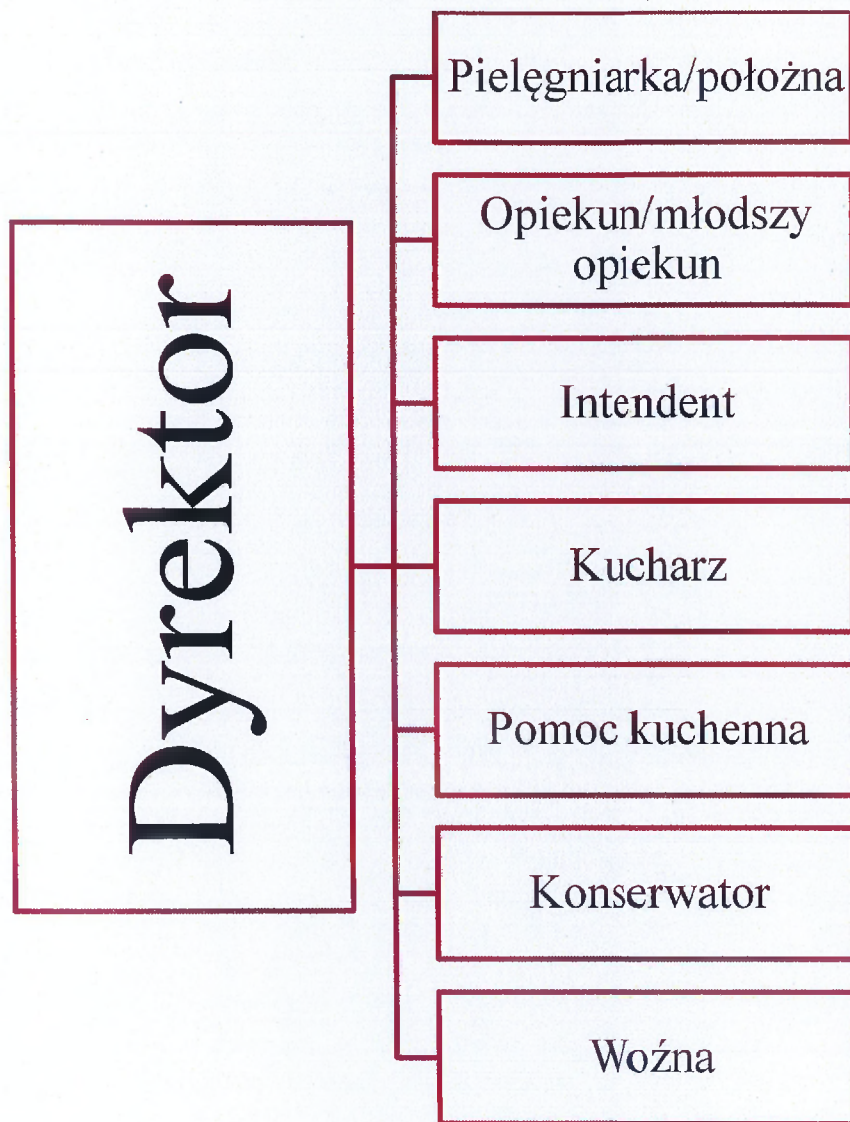 Dyrektor
Pielęgniarka/położna
Opiekun/młodszy
opiekun
Intendent
Kucharz
Pomoc kuchenna
Konserwator
Woźna